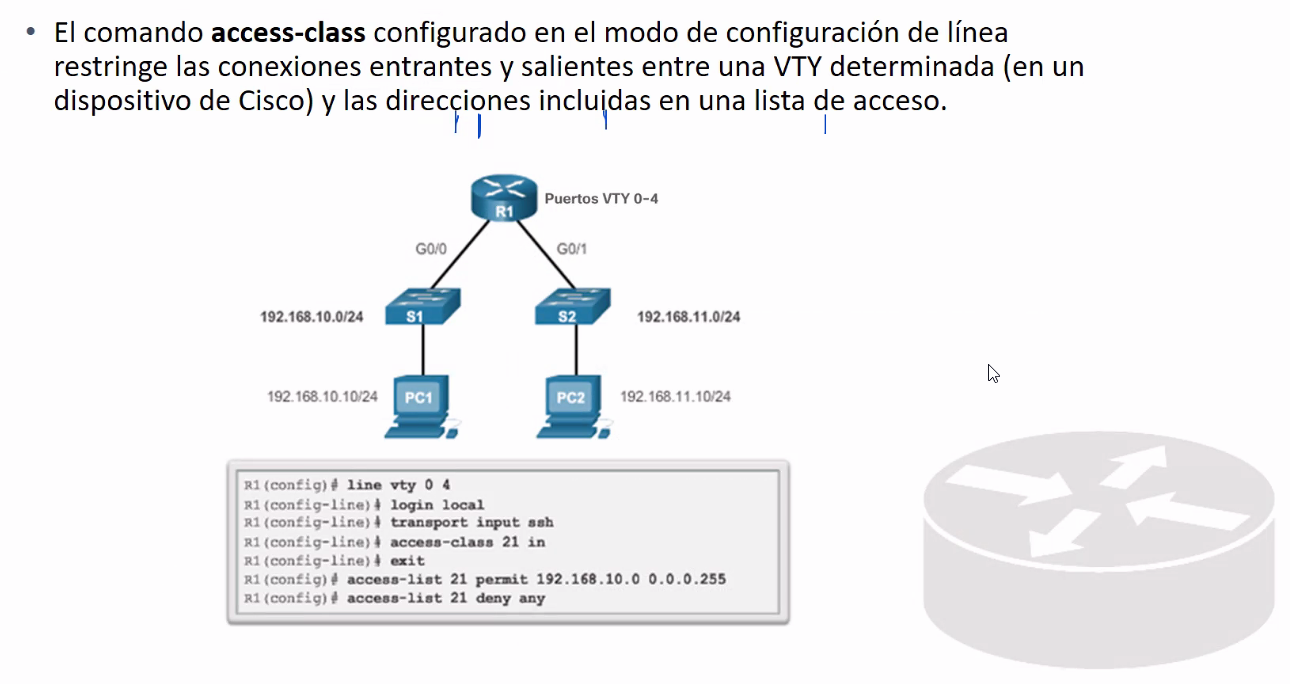 • El comando access-class configurado en el modo de configuración de línea
restringe las conexiones entrantes y salientes entre una VTY determinada (en un
dispositivo de Cisco) y las direcciones incluidas en una lista de acceso.
R1
Puertos VTY 0-4
G0/0
G0/1
192.168.10.0/24
S1
S2
192.168.11.0/24
192.168.10.10/24
PC1
PC2
192.168.11.10/24
R1(config)# line vty 0 4
R1(config-line)# login local
R1(config-line)# transport input ssh
R1(config-line)# access-class 21 in
R1(config-line)# exit
R1(config)# access-list 21 permit 192.168.10.0 0.0.0.255
R1(config)# access-list 21 deny any